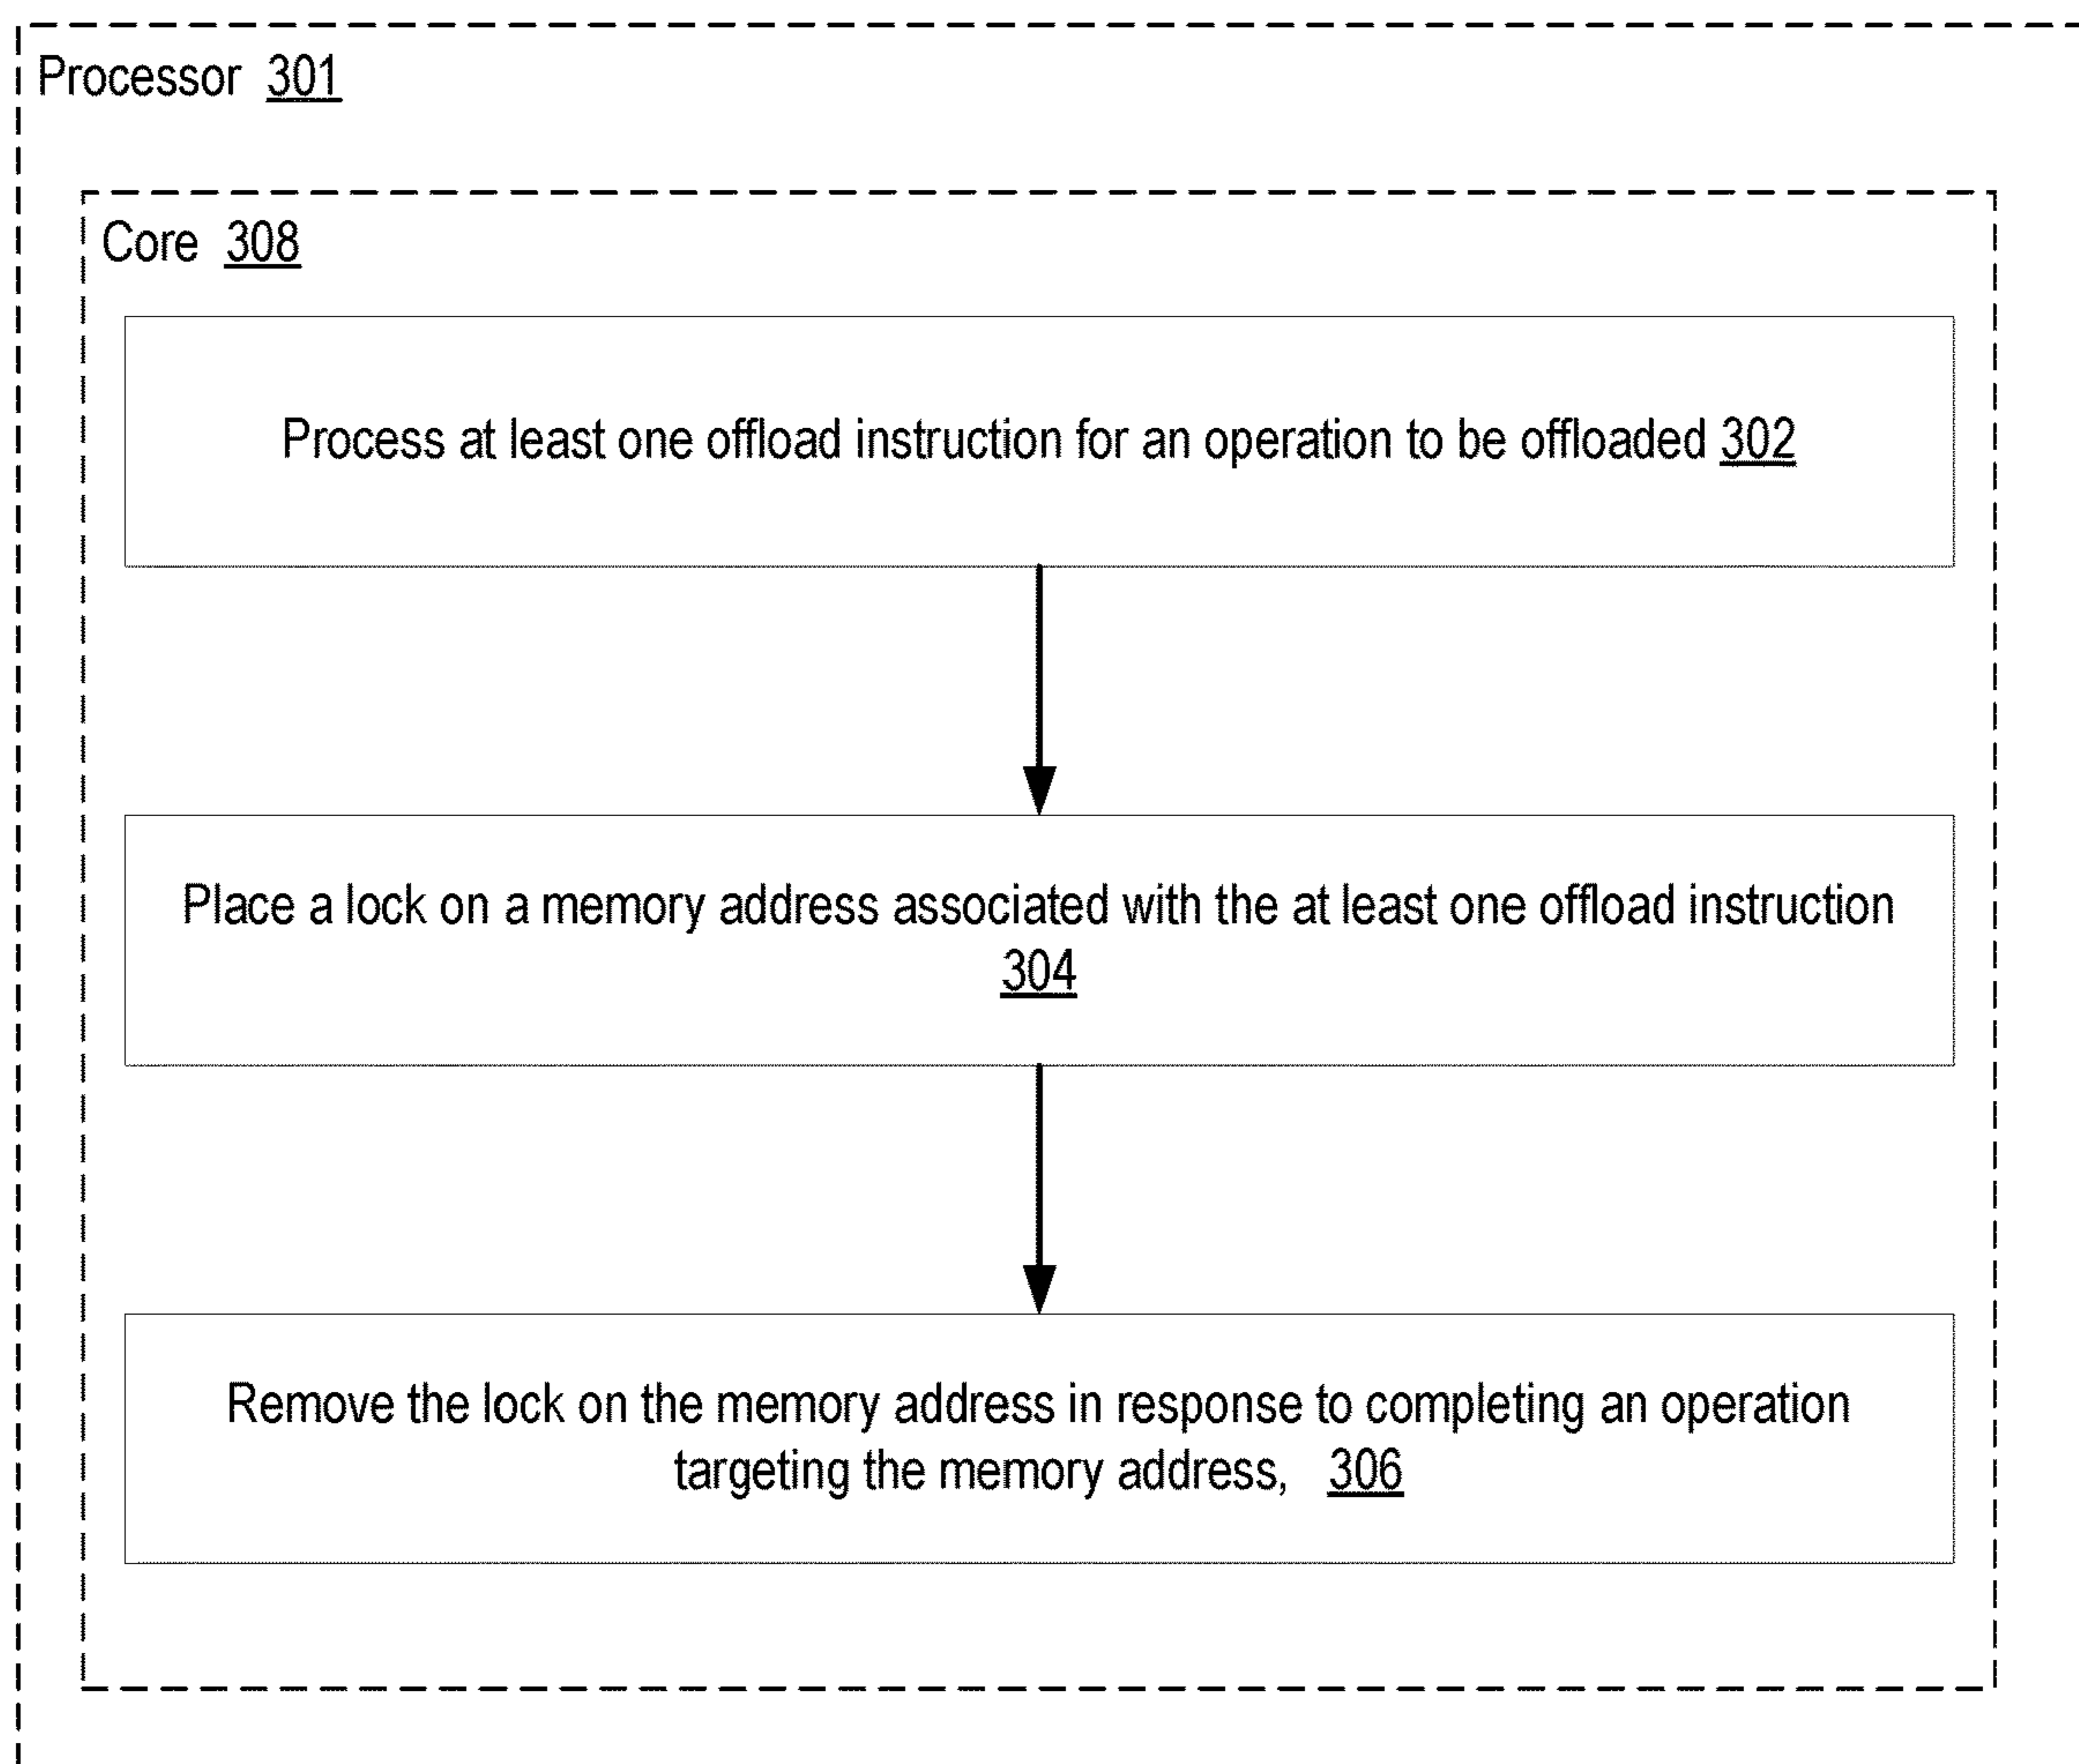 Processor 301
Core 308
Process at least one offload instruction for an operation to be offloaded 302
Place a lock on a memory address associated with the at least one offload instruction
304
Remove the lock on the memory address in response to completing an operation
targeting the memory address, 306